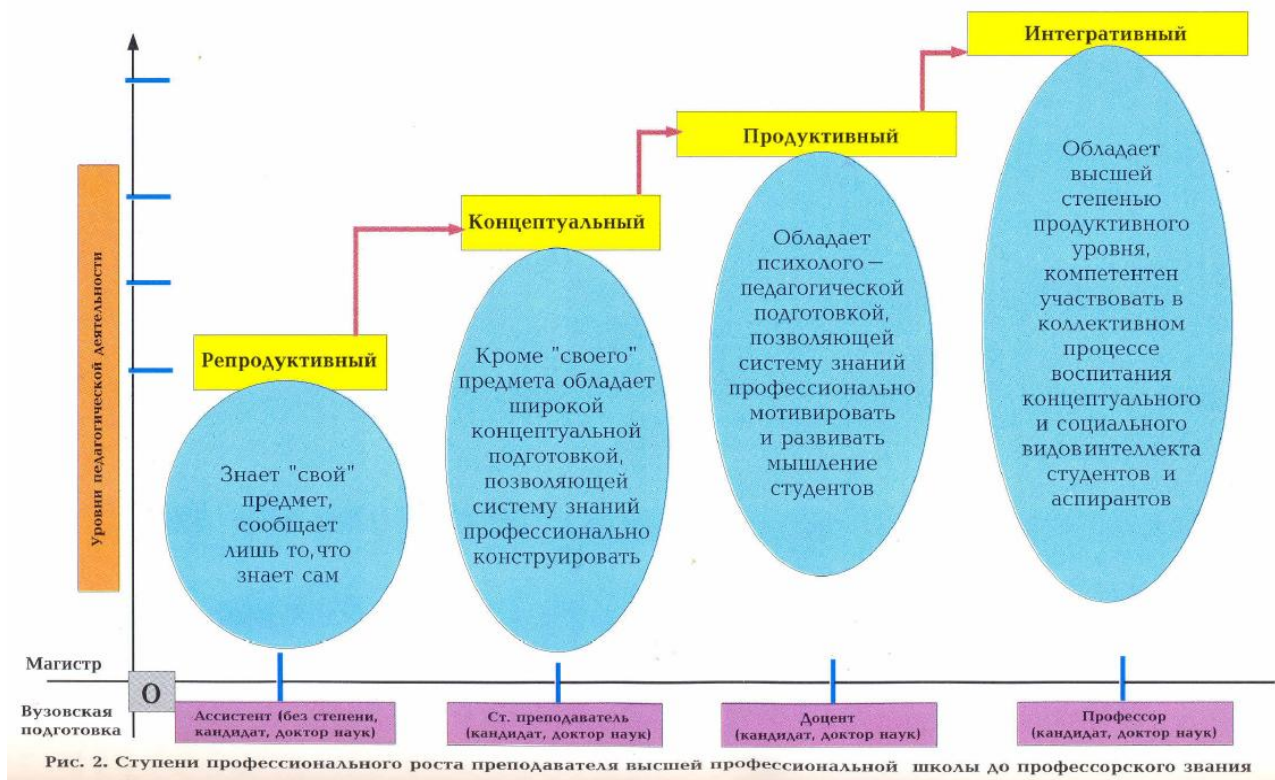 Интегративный
Продуктивный
Концептуальный
Репродуктивный
Уровни педагогической деятельности
Знает "свой"
предмет,
сообщает
лишь то, что
знает сам
Кроме "своего"
предмета обладает
широкой
концептуальной
подготовкой,
позволяющей
систему знаний
профессионально
конструировать
Обладает
психолого —
педагогической
подготовкой,
позволяющей
систему знаний
профессионально
мотивировать
и развивать
мышление
студентов
Обладает
высшей
степенью
продуктивного
уровня,
компетентен
участвовать в
коллективном
процессе
воспитания
концептуального
и социального
видов интеллекта
студентов и
аспирантов
Магистр
О
Вузовская
подготовка
Ассистент (без степени,
кандидат, доктор наук)
Ст. преподаватель
(кандидат, доктор наук)
Доцент
(кандидат, доктор наук)
Профессор
(кандидат, доктор наук)
Рис. 2. Ступени профессионального роста преподавателя высшей профессиональной школы до профессорского звания